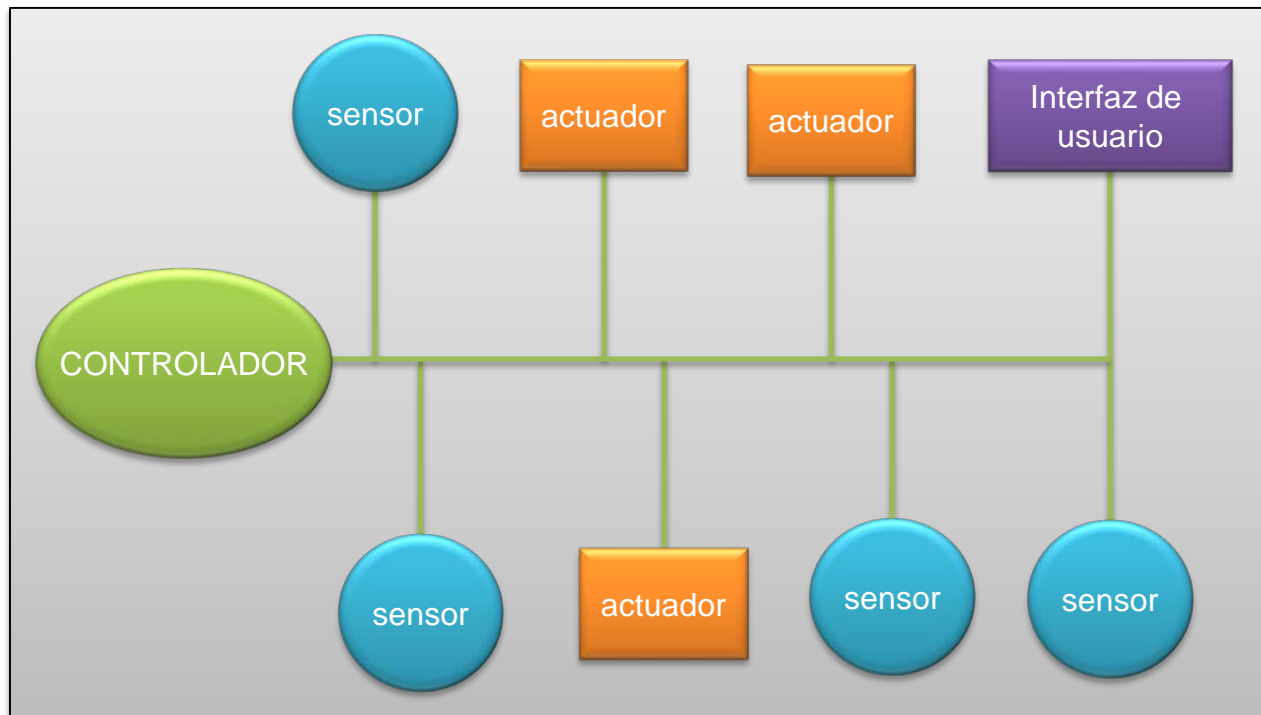 sensor
actuador
actuador
Interfaz de
usuario
CONTROLADOR
sensor
actuador
sensor
sensor